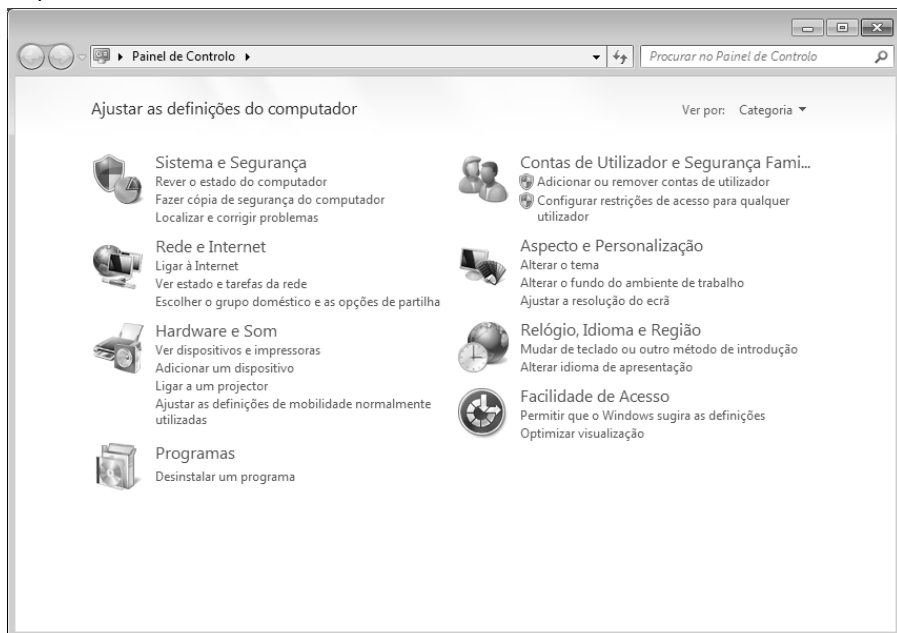 Painel de Controlo
Procurar no Painel de Controlo
Ajustar as definições do computador
Ver por: Categoria
Sistema e Segurança
Rever o estado do computador
Fazer cópia de segurança do computador
Localizar e corrigir problemas
Rede e Internet
Ligar à Internet
Ver estado e tarefas da rede
Escolher o grupo doméstico e as opções de partilha
Hardware e Som
Ver dispositivos e impressoras
Adicionar um dispositivo
Ligar a um projector
Ajustar as definições de mobilidade normalmente
utilizadas
Programas
Desinstalar um programa
Contas de Utilizador e Segurança Fami...
Adicionar ou remover contas de utilizador
Configurar restrições de acesso para qualquer
utilizador
Aspecto e Personalização
Alterar o tema
Alterar o fundo do ambiente de trabalho
Ajustar a resolução do ecrã
Relógio, Idioma e Região
Mudar de teclado ou outro método de introdução
Alterar idioma de apresentação
Facilidade de Acesso
Permitir que o Windows sugira as definições
Optimizar visualização